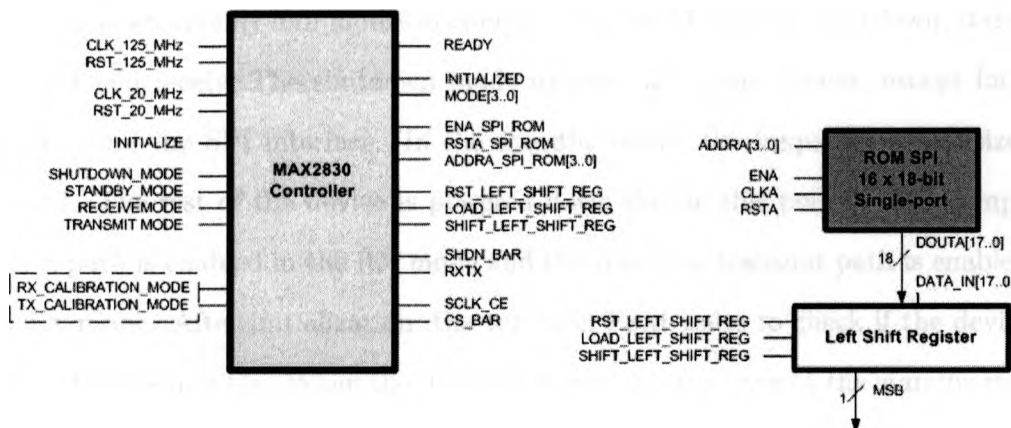 CLK_125_MHz
RST_125_MHz
CLK_20_MHz
RST_20_MHz
INITIALIZE
SHUTDOWN_MODE
STANDBY_MODE
RECEIVE_MODE
TRANSMIT MODE
RX_CALIBRATION_MODE
TX_CALIBRATION_MODE
MAX2830
Controller
READY
INITIALIZED
MODE[3..0]
ENA_SPI_ROM
RSTA_SPI_ROM
ADDRA_SPI_ROM[3..0]
RST_LEFT_SHIFT_REG
LOAD_LEFT_SHIFT_REG
SHIFT_LEFT_SHIFT_REG
SHDN_BAR
RXTX
SCLK_CE
CS_BAR
ADDRA[3..0]
ENA
CLKA
RSTA
ROM SPI
16 x 18-bit
Single-port
DOUTA[17..0]
18
DATA_IN[17..0
RST_LEFT_SHIFT_REG
LOAD_LEFT_SHIFT_REG
SHIFT_LEFT_SHIFT_REG
Left Shift Register
1
MSB